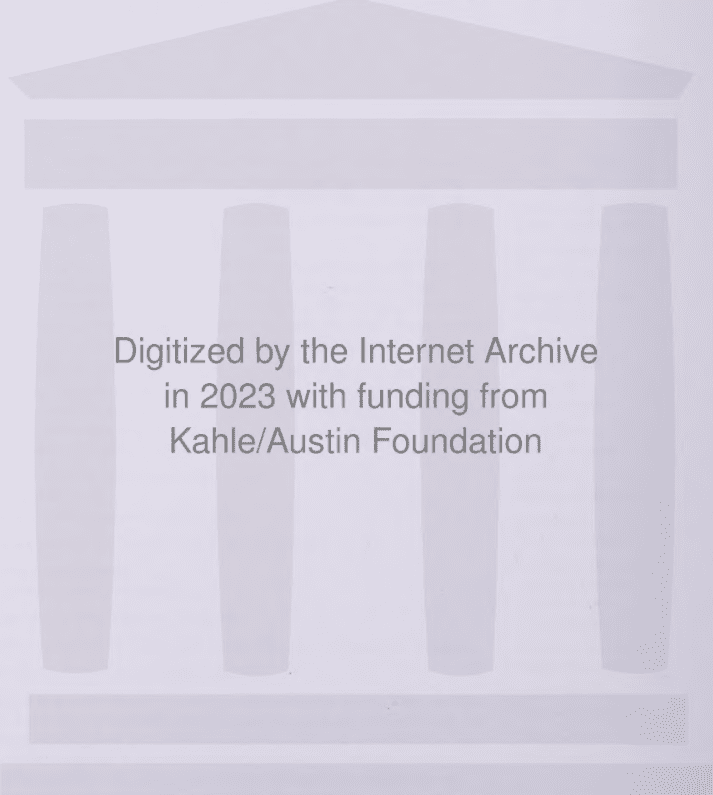 Digitized by the Internet Archive
in 2023 with funding from
Kahle/Austin Foundation